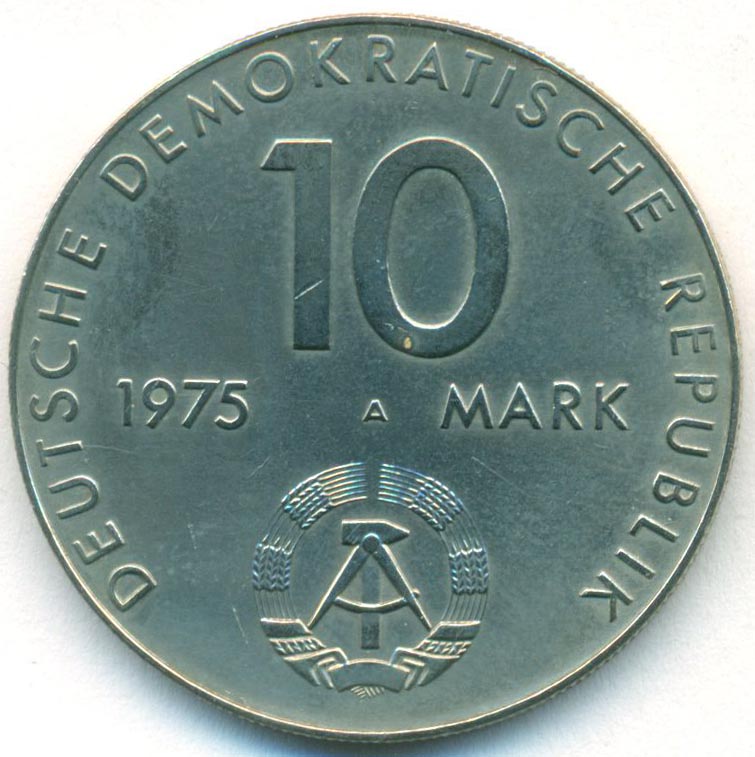 DEUTSCHE DEMOKRATISCHE REPUBLIK
10
1975 A MARK